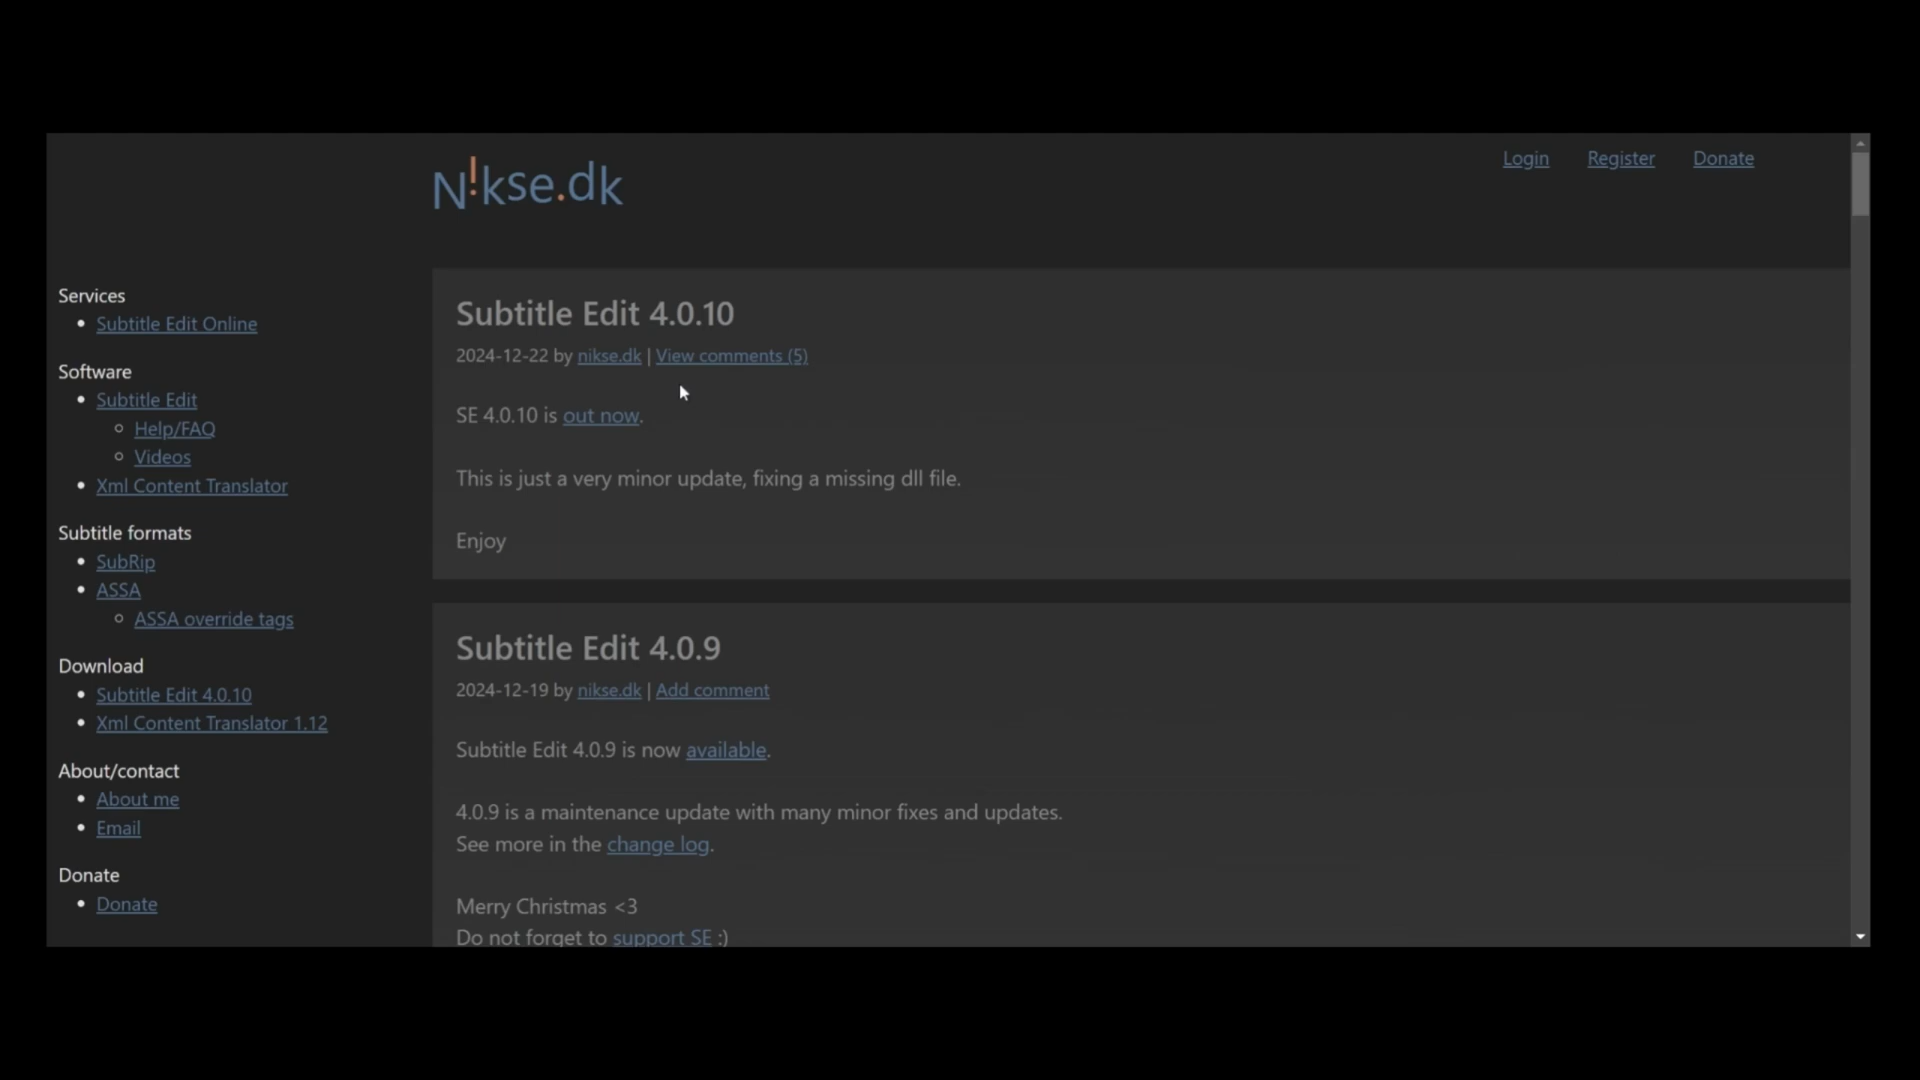 N!kse.dk
Login Register Donate
Services
Subtitle Edit Online
Software
Subtitle Edit
Help/FAQ
Videos
Xml Content Translator
Subtitle formats
SubRip
ASSA
ASSA override tags
Download
Subtitle Edit 4.0.10
Xml Content Translator 1.12
About/contact
About me
Email
Donate
Donate
Subtitle Edit 4.0.10
2024-12-22 by nikse.dk | View comments (5)
SE 4.0.10 is out now.
This is just a very minor update, fixing a missing dll file.
Enjoy
Subtitle Edit 4.0.9
2024-12-19 by nikse.dk | Add comment
Subtitle Edit 4.0.9 is now available.
4.0.9 is a maintenance update with many minor fixes and updates.
See more in the change log.
Merry Christmas <3
Do not forget to support SE :)